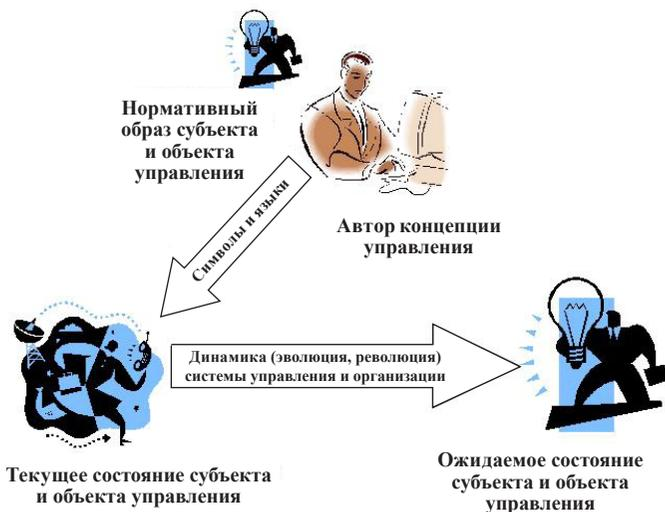 Нормативный
образ субъекта
и объекта
управления
Автор концепции
управления
Символы и языки
Динамика (эволюция, революция)
системы управления и организации
Текущее состояние субъекта
и объекта управления
Ожидаемое состояние
субъекта и объекта
управления